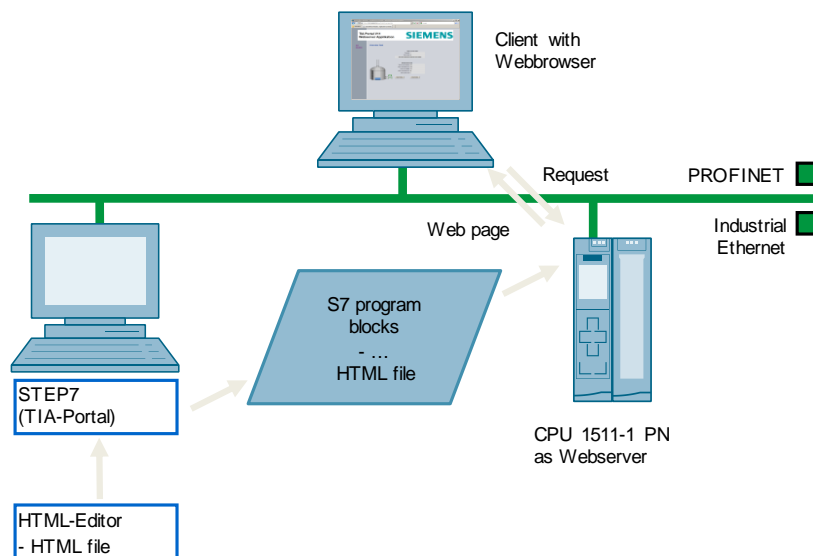 SIEMENS
Client with
Webbrowser
Request
PROFINET
Web page
Industrial
Ethernet
S7 program
blocks
- ...
HTML file
STEP7
(TIA-Portal)
CPU 1511-1 PN
as Webserver
HTML-Editor
- HTML file